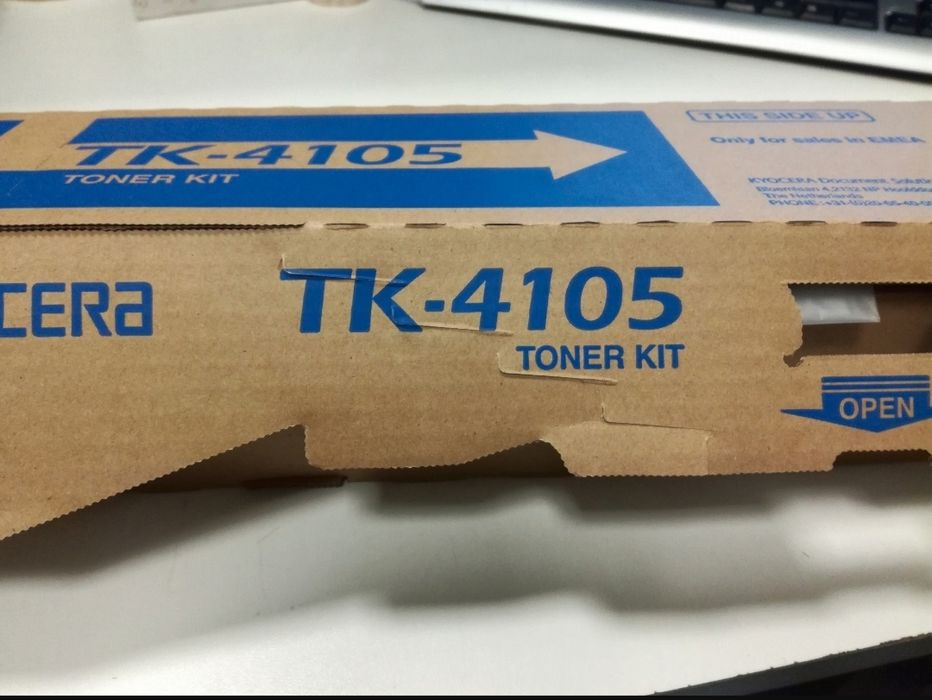 THIS SIDE UP
TK-4105
TONER KIT
Only for sales in EMEA
KYOCERA Document
The Netherlands
CERA
TK-4105
TONER KIT
OPEN